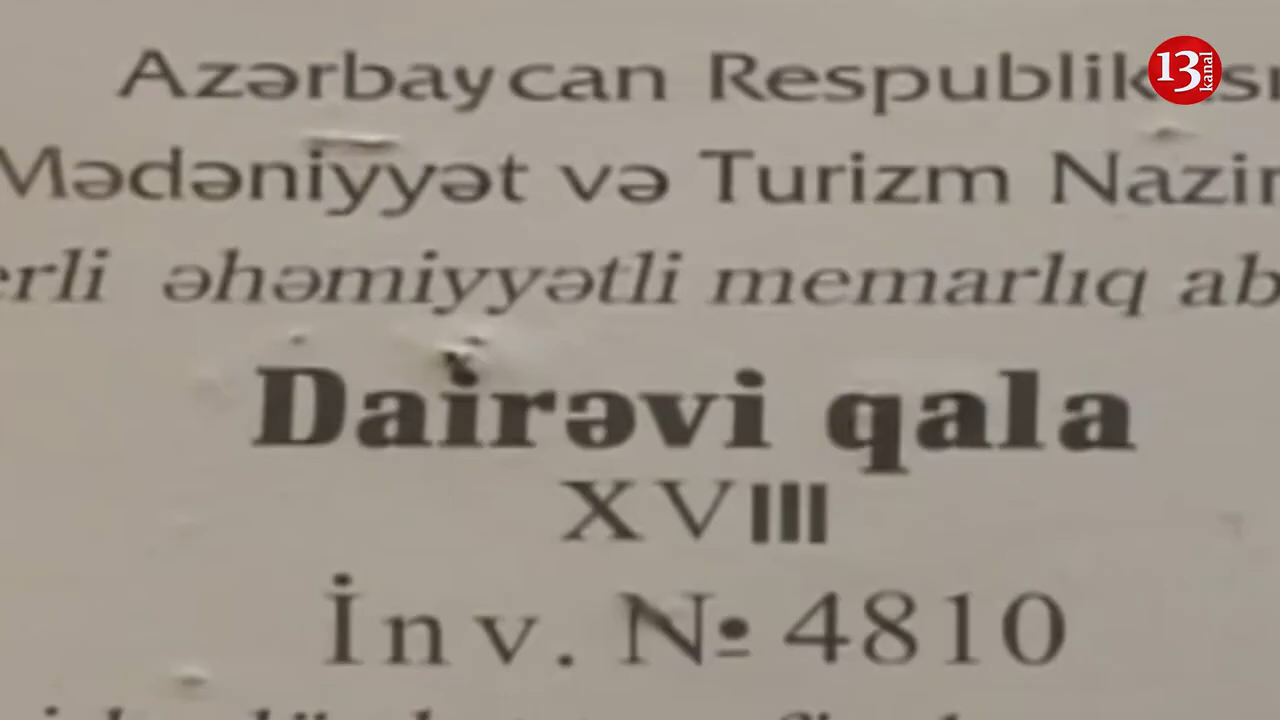 13 kanal
Azərbaycan Respublik
Mədəniyyət və Turizm Nazir
erli əhəmiyyətli memarlıq ab
Dairəvi qala
XVIII
İnv. № 4810